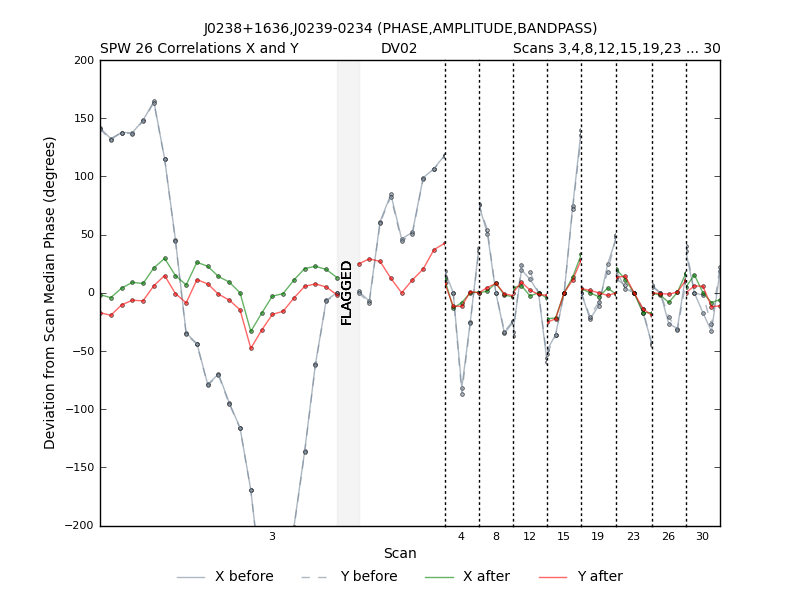 J0238+1636,J0239-0234 (PHASE,AMPLITUDE,BANDPASS)
SPW 26 Correlations X and Y DV02 Scans 3,4,8,12,15,19,23 ... 30
200
150
100
50
0
−50
−100
−150
−200
Deviation from Scan Median Phase (degrees)
FLAGGED
3 4 8 12 15 19 23 26 30
Scan
X before Y before X after Y after